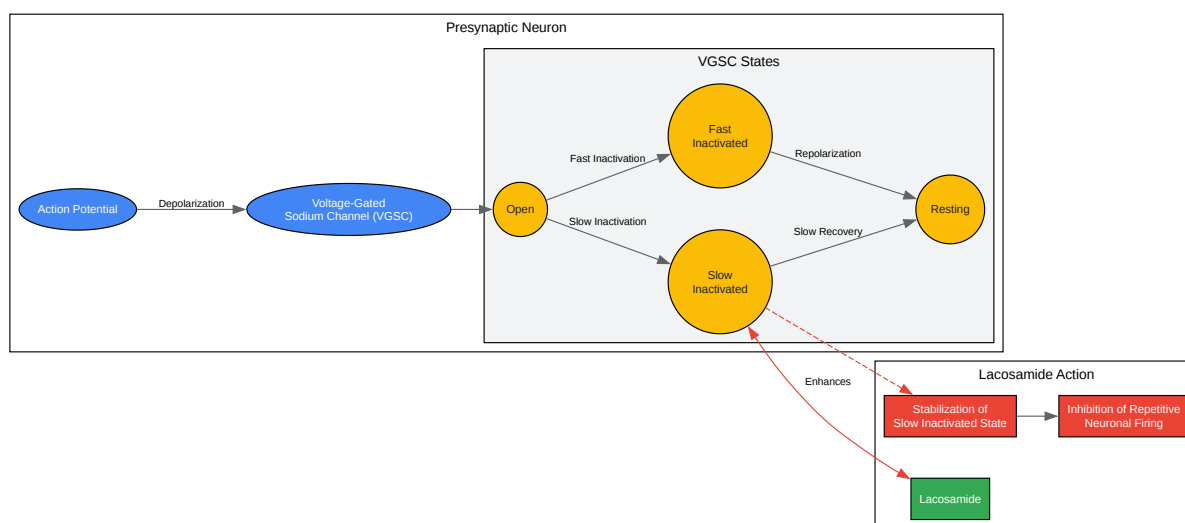 Presynaptic Neuron
VGSC States
Fast
Inactivated
Fast Inactivation
Repolarization
Action Potential
Depolarization
Voltage-Gated
Sodium Channel (VGSC)
Open
Resting
Slow Inactivation
Slow Recovery
Slow
Inactivated
Enhances
Lacosamide Action
Stabilization of
Slow Inactivated State
Inhibition of Repetitive
Neuronal Firing
Lacosamide